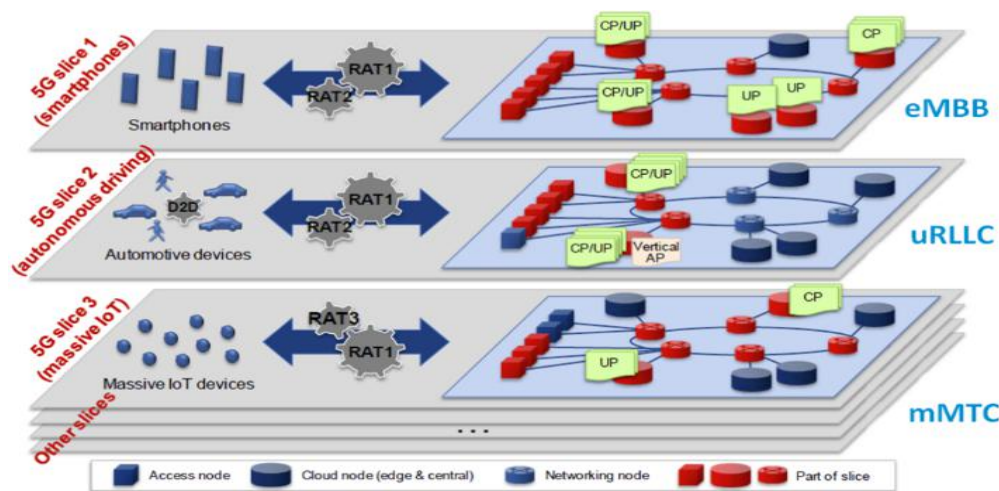 5G slice 1
(smartphones)
Smartphones
RAT1
RAT2
CP/UP
CP/UP
UP
UP
CP
eMBB
5G slice 2
(autonomous driving)
D2D
Automotive devices
RAT1
RAT2
CP/UP
CP/UP
Vertical
AP
uRLLC
5G slice 3
(massive IoT)
Massive IoT devices
RAT3
RAT1
UP
CP
mMTC
Other slices
...
Access node
Cloud node (edge & central)
Networking node
Part of slice